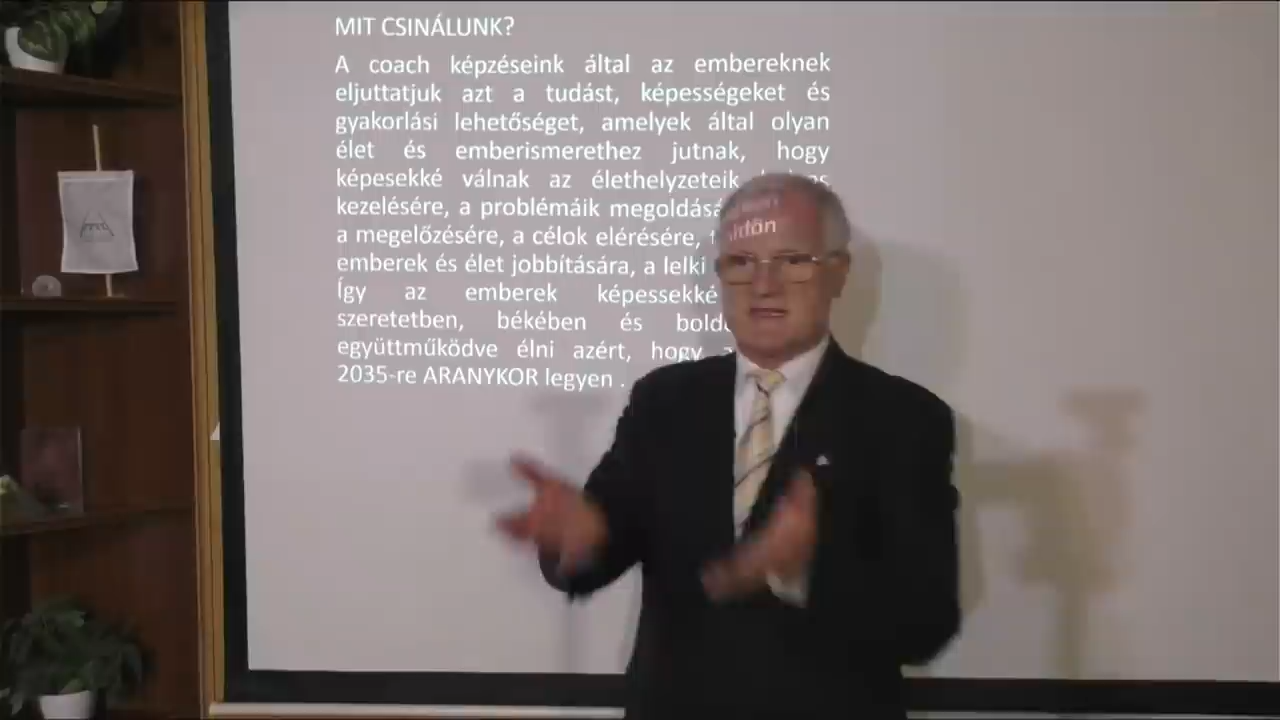 MIT CSINÁLUNK?
A coach képzéseink által az embereknek
eljuttatjuk azt a tudást, képességeket és
gyakorlási lehetőséget, amelyek által olyan
élet és emberismerethez jutnak, hogy
képesekké válnak az élethelyzeteik
kezelésére, a problémáik
a megelőzésére, a célok elérésére,
emberek és élet jobbítására, a lelki
Így az emberek képessekké
szeretetben, békében és
együttműködve élni azért, hogy
2035-re ARANYKOR legyen .